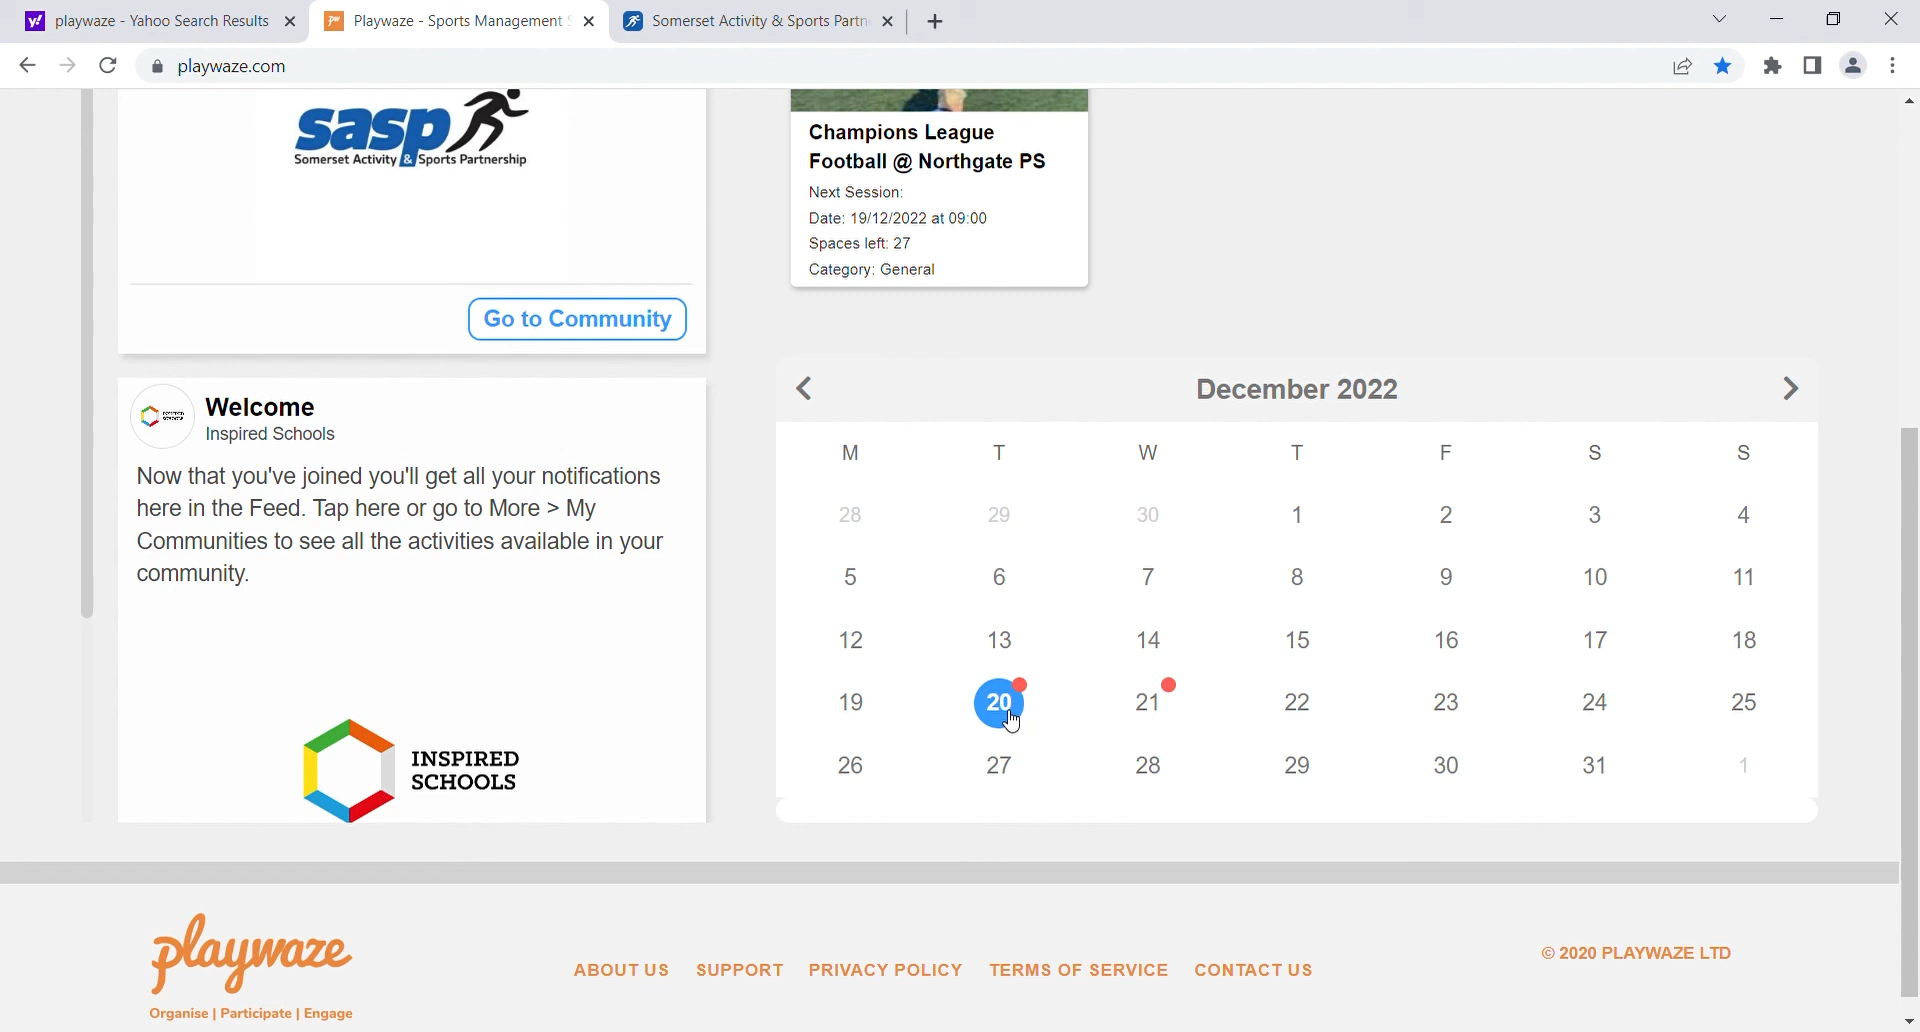 playwaze - Yahoo Search Results
Playwaze - Sports Management S
Somerset Activity & Sports Partne
playwaze.com
sasp
Somerset Activity & Sports Partnership
Go to Community
Champions League
Football @ Northgate PS
Next Session:
Date: 19/12/2022 at 09:00
Spaces left: 27
Category: General
Welcome
Inspired Schools
Now that you've joined you'll get all your notifications
here in the Feed. Tap here or go to More > My
Communities to see all the activities available in your
community.
INSPIRED
SCHOOLS
December 2022
M T W T F S S
28 29 30 1 2 3 4
5 6 7 8 9 10 11
12 13 14 15 16 17 18
19 20 21 22 23 24 25
26 27 28 29 30 31 1
playwaze
Organise | Participate | Engage
ABOUT US SUPPORT PRIVACY POLICY TERMS OF SERVICE CONTACT US
© 2020 PLAYWAZE LTD